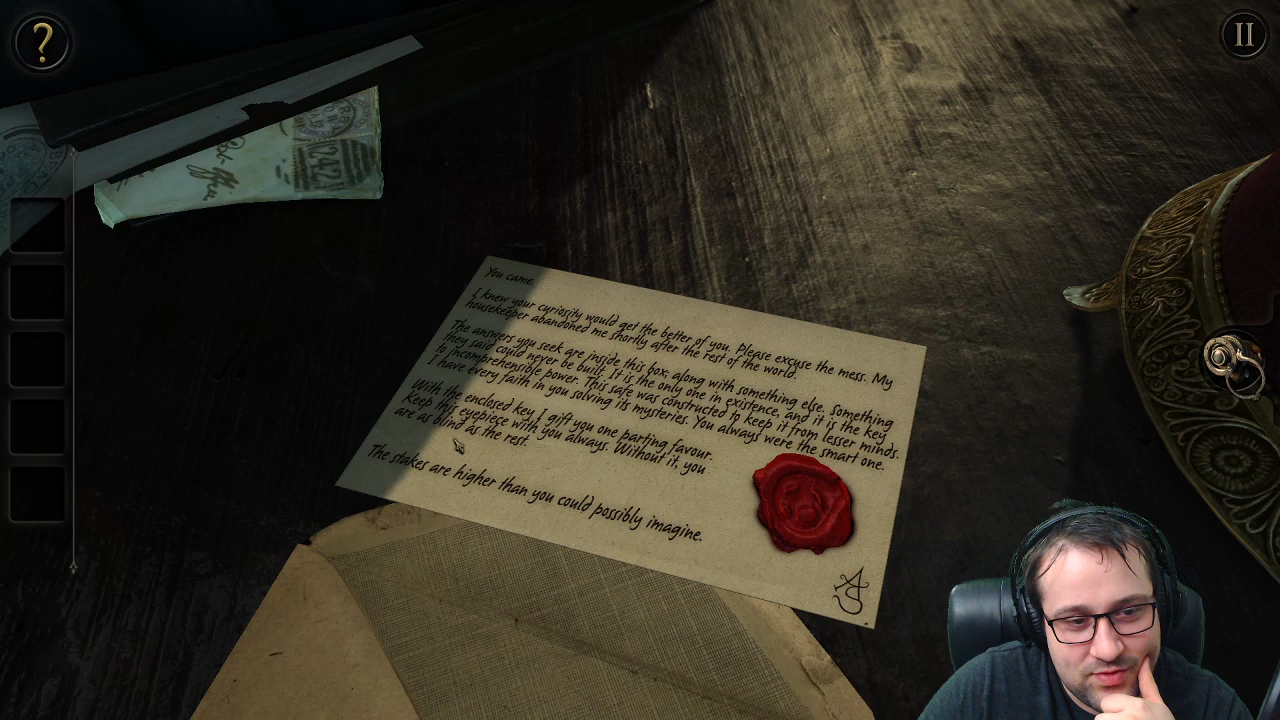 You came.
I knew your curiosity would get the better of you. Please excuse the mess. My
housekeeper abandoned me shortly after the rest of the world.
The answers you seek are inside this box, along with something else. Something
they said could never be built. It is the only one in existence, and it is the key
to incomprehensible power. This safe was constructed to keep it from lesser minds.
I have every faith in you solving its mysteries. You always were the smart one.
With the enclosed key I gift you one parting favour.
Keep this eyepiece with you always. Without it, you
are as blind as the rest.
The stakes are higher than you could possibly imagine.
AS
242
?